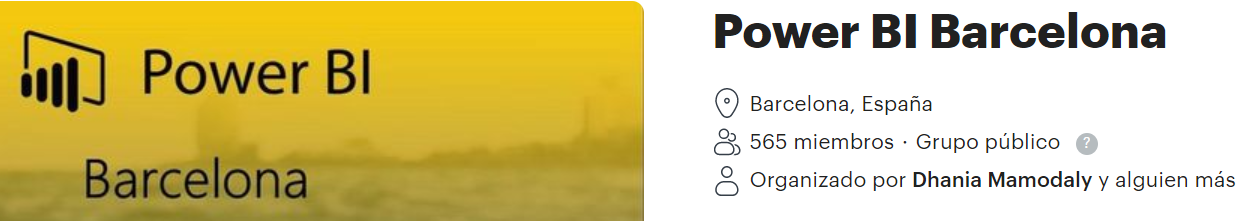 Power BI
Barcelona
Power BI Barcelona
Barcelona, España
565 miembros · Grupo público ?
Organizado por Dhania Mamodaly y alguien más